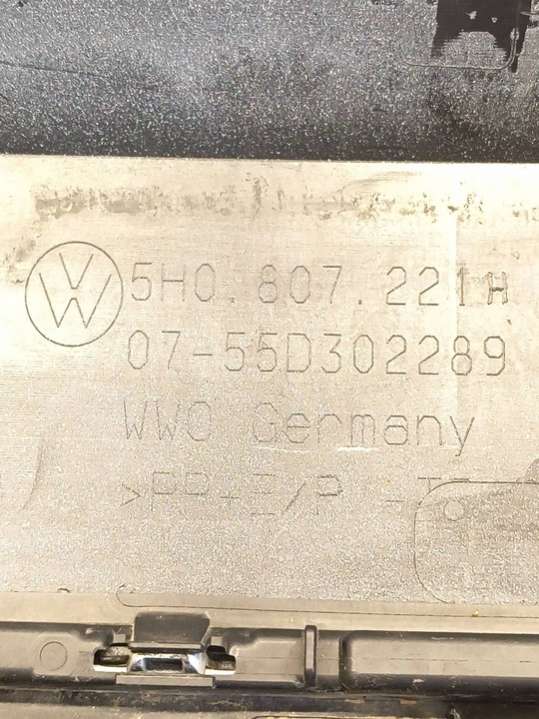 5H0.807.221H
07-55D302289
WWO Germany
>PP+E/P -T